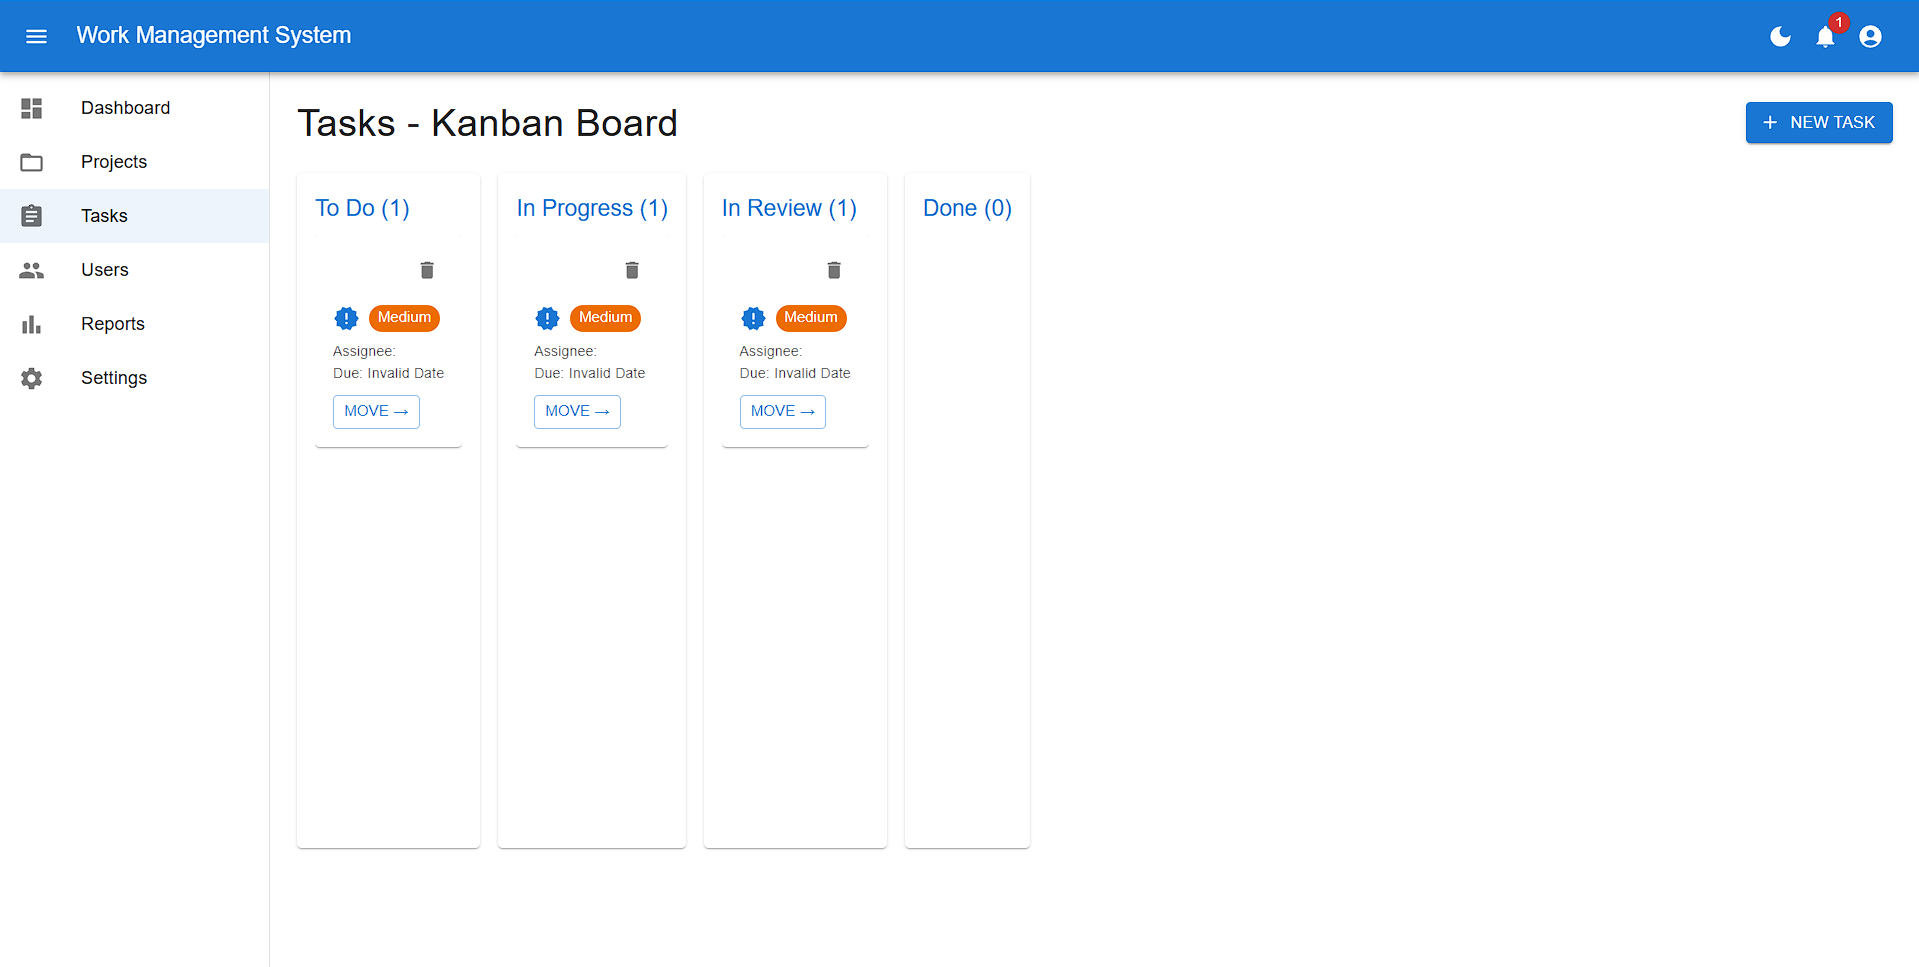 Work Management System
1
Dashboard
Projects
Tasks
Users
Reports
Settings
Tasks - Kanban Board
+ NEW TASK
To Do (1)
Medium
Assignee:
Due: Invalid Date
MOVE →
In Progress (1)
Medium
Assignee:
Due: Invalid Date
MOVE →
In Review (1)
Medium
Assignee:
Due: Invalid Date
MOVE →
Done (0)